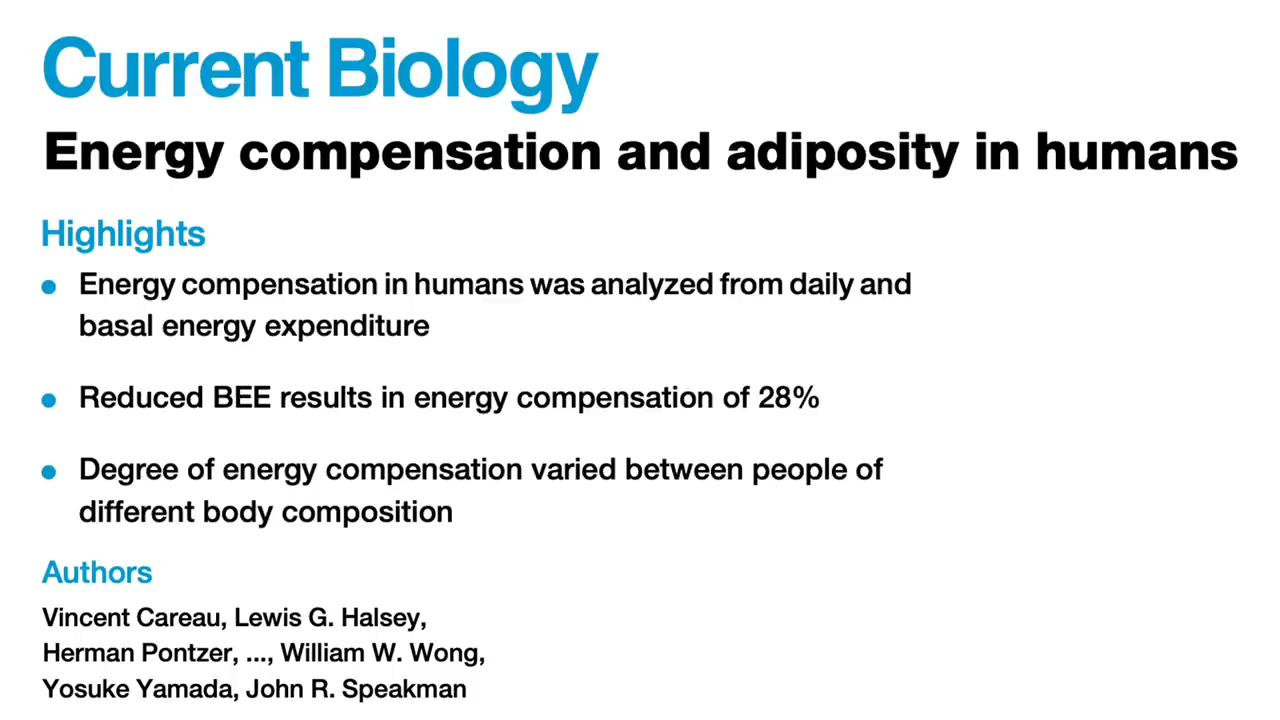 Current Biology
Energy compensation and adiposity in humans
Highlights
Energy compensation in humans was analyzed from daily and
basal energy expenditure
Reduced BEE results in energy compensation of 28%
Degree of energy compensation varied between people of
different body composition
Authors
Vincent Careau, Lewis G. Halsey,
Herman Pontzer, ..., William W. Wong,
Yosuke Yamada, John R. Speakman